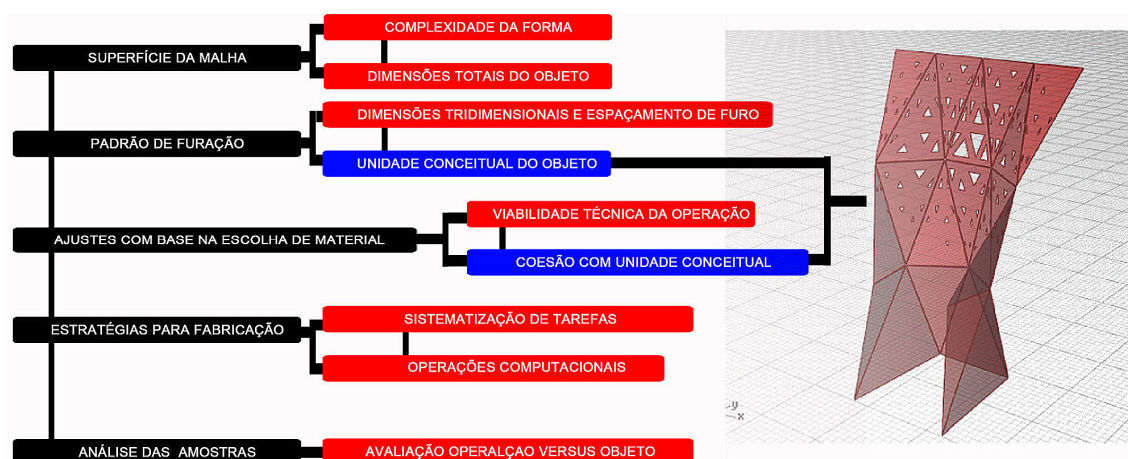 COMPLEXIDADE DA FORMA
SUPERFÍCIE DA MALHA
DIMENSÕES TOTAIS DO OBJETO
DIMENSÕES TRIDIMENSIONAIS E ESPAÇAMENTO DE FURO
PADRÃO DE FURAÇÃO
UNIDADE CONCEITUAL DO OBJETO
VIABILIDADE TÉCNICA DA OPERAÇÃO
AJUSTES COM BASE NA ESCOLHA DE MATERIAL
COESÃO COM UNIDADE CONCEITUAL
SISTEMATIZAÇÃO DE TAREFAS
ESTRATÉGIAS PARA FABRICAÇÃO
OPERAÇÕES COMPUTACIONAIS
ANÁLISE DAS AMOSTRAS
AVALIAÇÃO OPERALÇAO VERSUS OBJETO
y
x